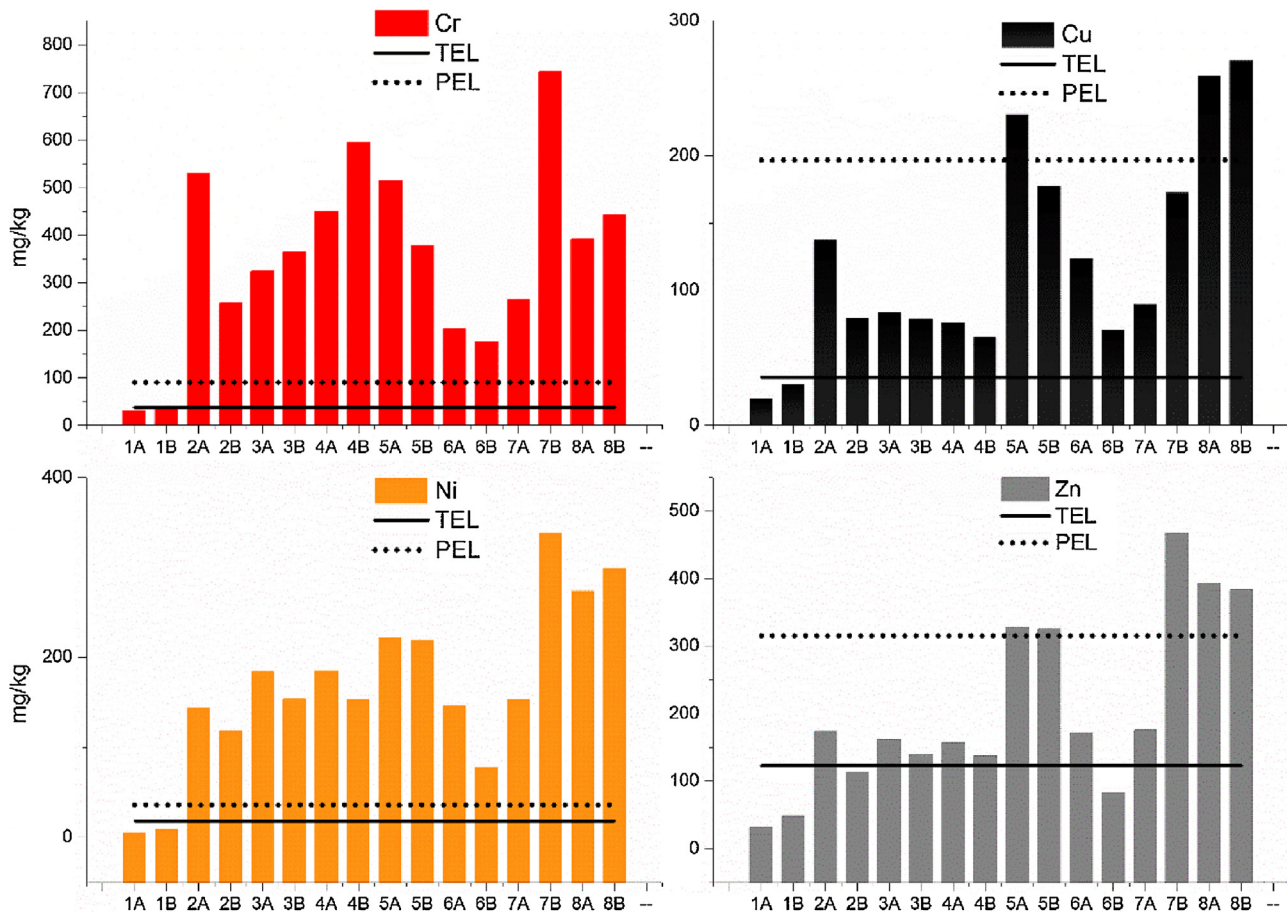 Cr
TEL
PEL
800
700
600
500
400
300
200
100
0
mg/kg
1A 1B 2A 2B 3A 3B 4A 4B 5A 5B 6A 6B 7A 7B 8A 8B --
Cu
TEL
PEL
300
200
100
0
1A 1B 2A 2B 3A 3B 4A 4B 5A 5B 6A 6B 7A 7B 8A 8B --
Ni
TEL
PEL
400
200
0
mg/kg
1A 1B 2A 2B 3A 3B 4A 4B 5A 5B 6A 6B 7A 7B 8A 8B --
Zn
TEL
PEL
500
400
300
200
100
0
1A 1B 2A 2B 3A 3B 4A 4B 5A 5B 6A 6B 7A 7B 8A 8B --